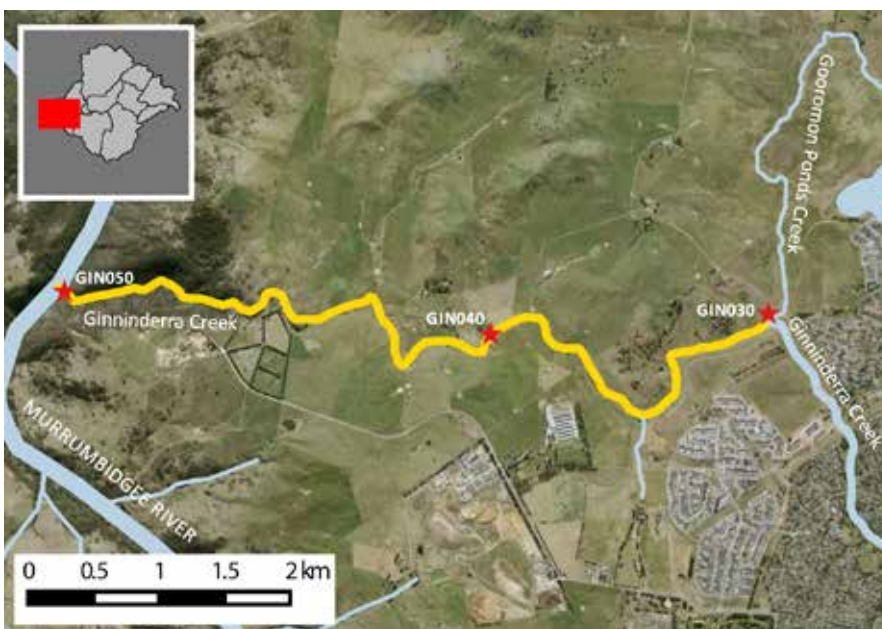 Gooromon Ponds Creek
GIN050
Ginninderra Creek
GIN040
GIN030
Ginninderra Creek
MURRUMBIDGEE RIVER
0 0.5 1 1.5 2 km